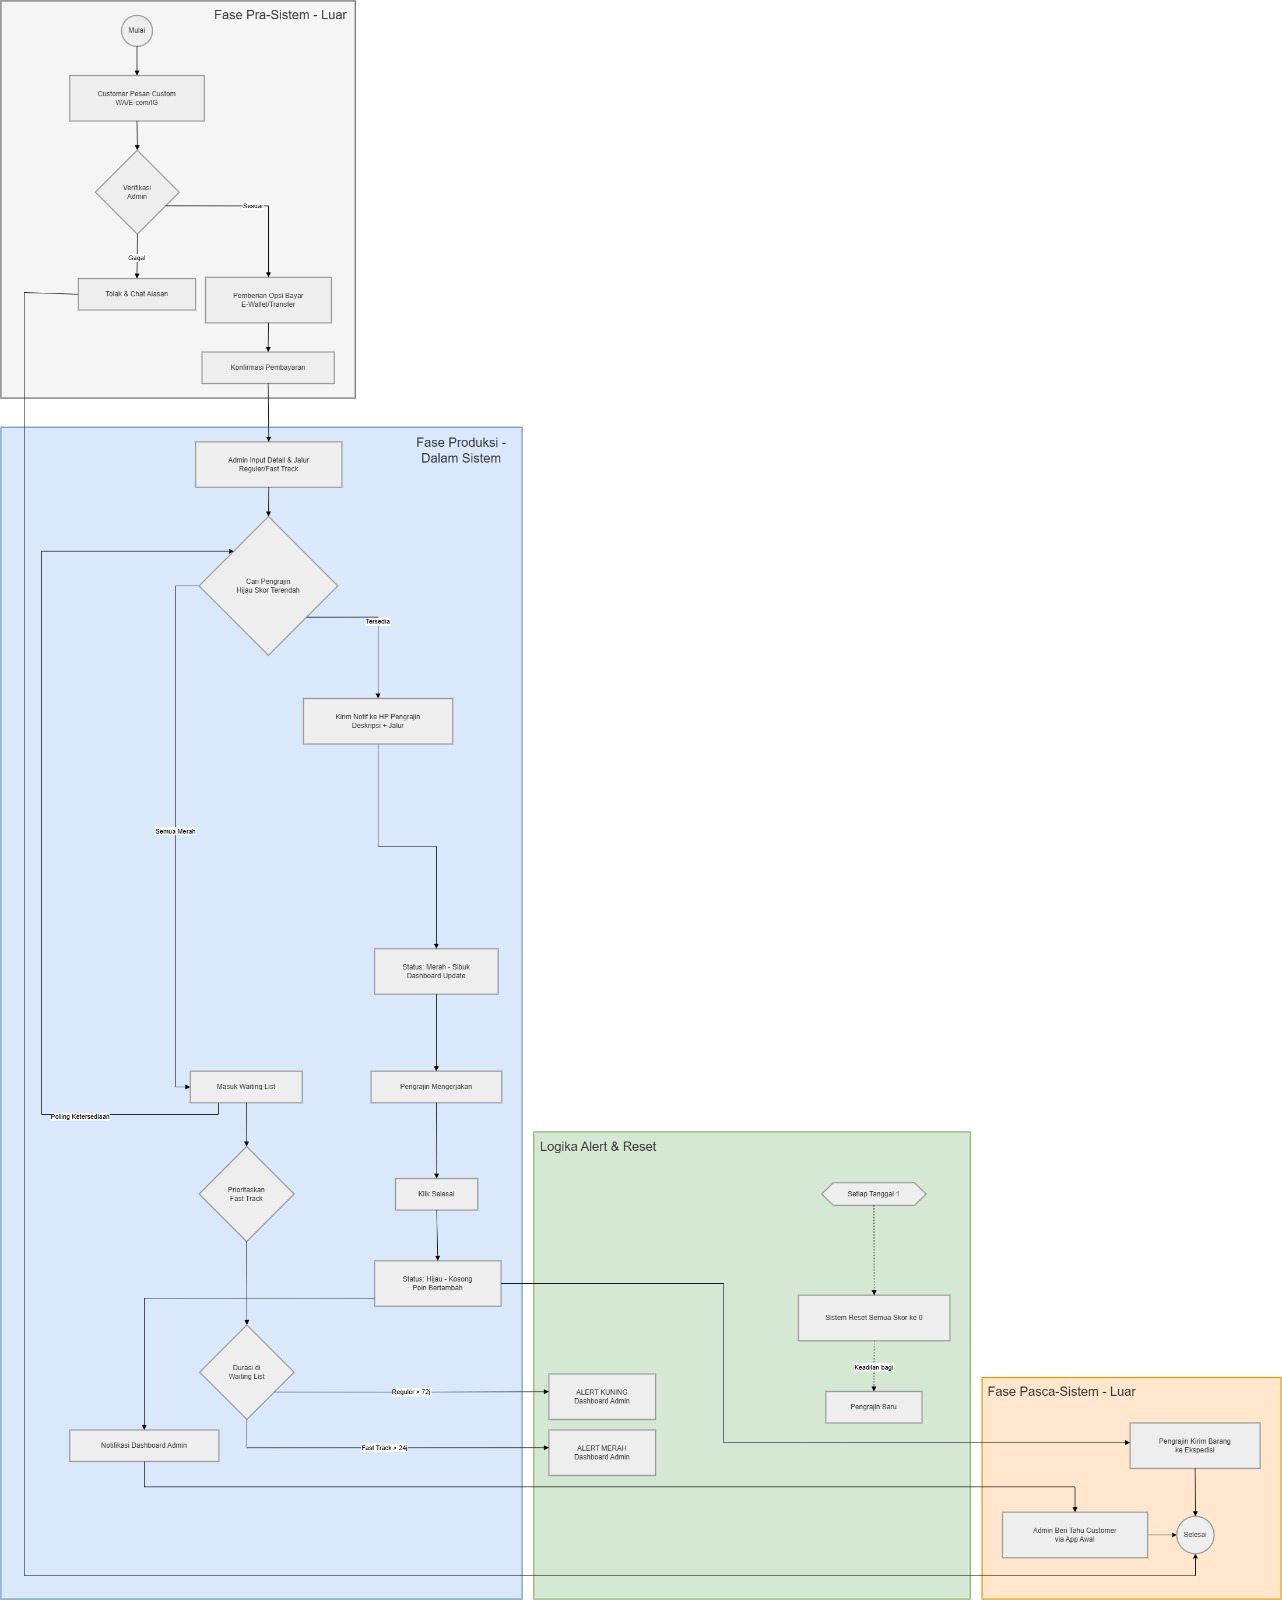 Fase Pra-Sistem - Luar
Mulai
Customer Pesan Custom
WA/E-com/IG
Verifikasi
Admin
Sesuai
Gagal
Tolak & Chat Alasan
Pemberian Opsi Bayar
E-Wallet/Transfer
Konfirmasi Pembayaran
Fase Produksi -
Dalam Sistem
Admin Input Detail & Jalur
Reguler/Fast Track
Cari Pengrajin
Hijau Skor Terendah
Tersedia
Kirim Notif ke HP Pengrajin
Deskripsi + Jalur
Semua Merah
Status: Merah - Sibuk
Dashboard Update
Masuk Waiting List
Pengrajin Mengerjakan
Polling Ketersediaan
Prioritaskan
Fast Track
Klik Selesai
Status: Hijau - Kosong
Poin Bertambah
Durasi di
Waiting List
Reguler > 72j
Fast Track > 24j
Notifikasi Dashboard Admin
Logika Alert & Reset
Setiap Tanggal 1
Sistem Reset Semua Skor ke 0
Keadilan bagi
Pengrajin Baru
ALERT KUNING
Dashboard Admin
ALERT MERAH
Dashboard Admin
Fase Pasca-Sistem - Luar
Pengrajin Kirim Barang
ke Ekspedisi
Admin Beri Tahu Customer
via App Awal
Selesai